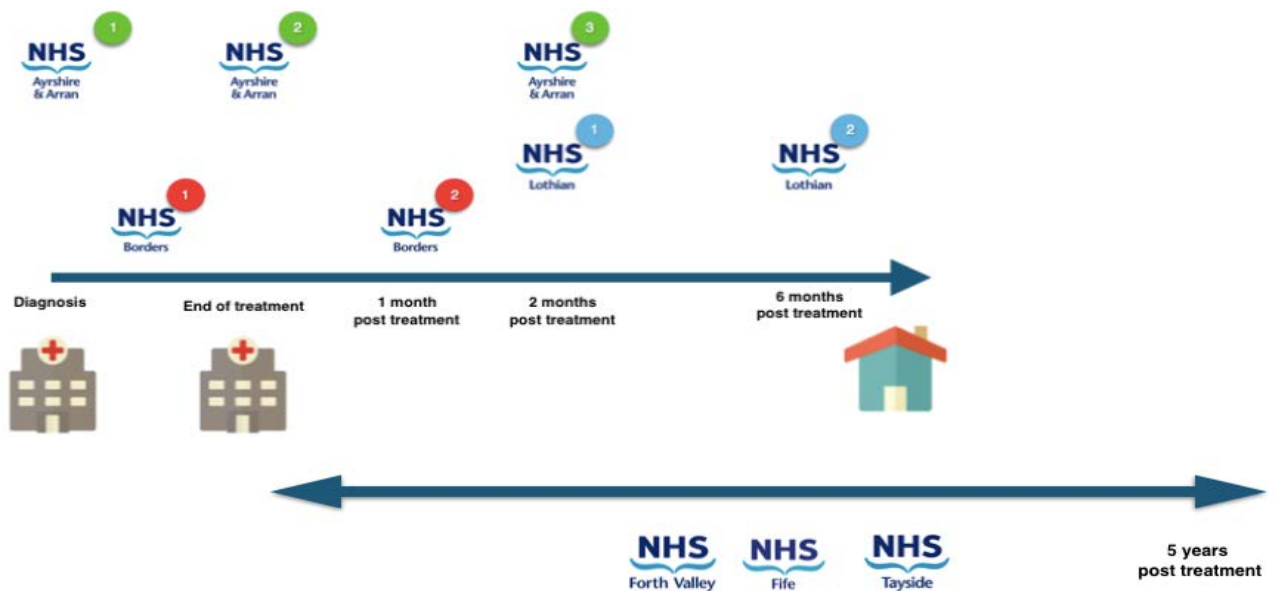 1
NHS
Ayrshire
& Arran
2
NHS
Ayrshire
& Arran
3
NHS
Ayrshire
& Arran
1
NHS
Lothian
2
NHS
Lothian
1
NHS
Borders
2
NHS
Borders
Diagnosis
End of treatment
1 month
post treatment
2 months
post treatment
6 months
post treatment
NHS
Forth Valley
NHS
Fife
NHS
Tayside
5 years
post treatment